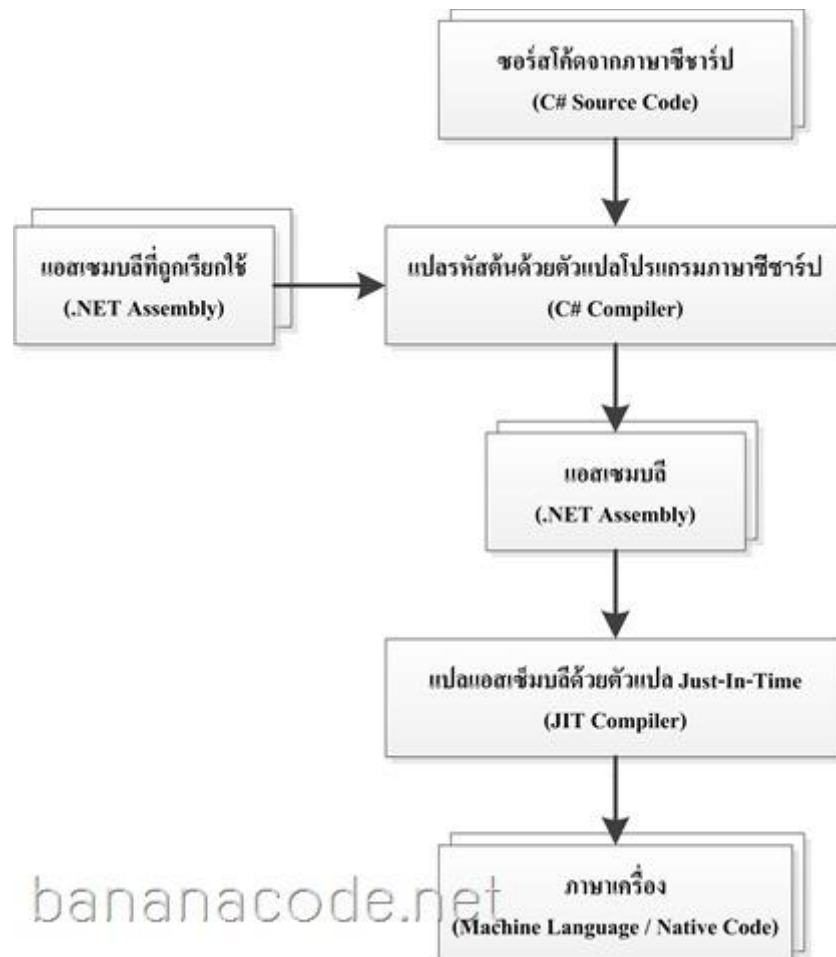 ซอร์สโค้ดจากภาษาซีชาร์ป
(C# Source Code)
แอสเซมบลีที่ถูกเรียกใช้
(.NET Assembly)
แปลรหัสต้นด้วยตัวแปลโปรแกรมภาษาซีชาร์ป
(C# Compiler)
แอสเซมบลี
(.NET Assembly)
แปลแอสเซ็มบลีด้วยตัวแปล Just-In-Time
(JIT Compiler)
ภาษาเครื่อง
(Machine Language / Native Code)
bananacode.net